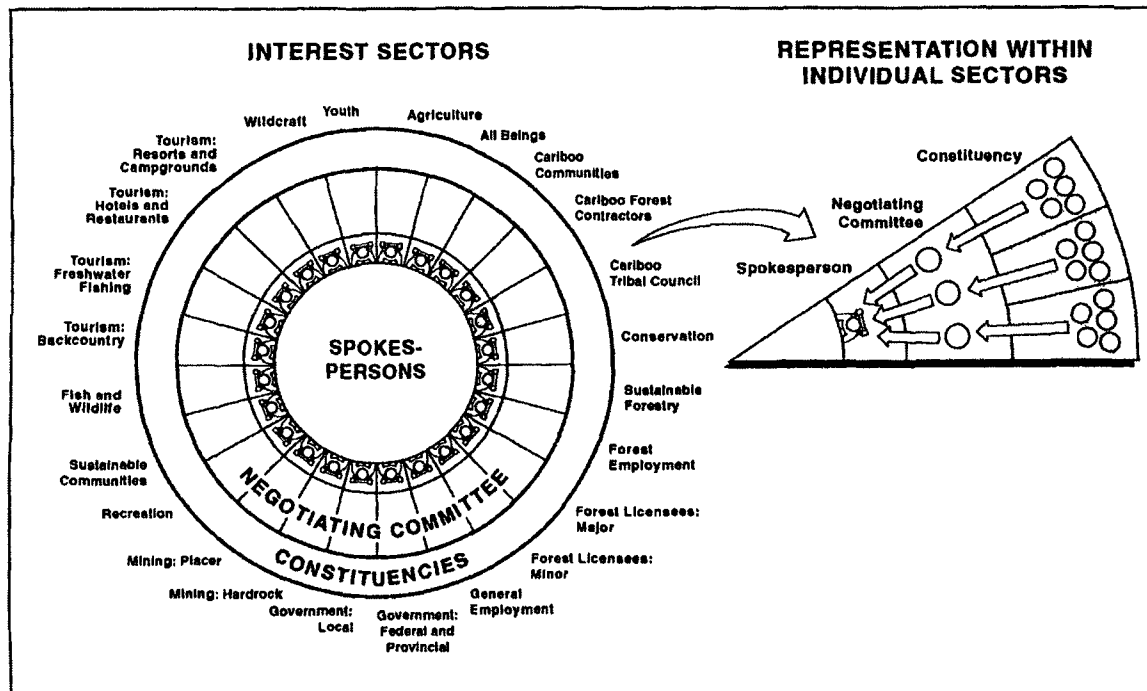 INTEREST SECTORS
Youth
Agriculture
All Beings
Cariboo
Communities
Cariboo Forest
Contractors
Cariboo
Tribal Council
Conservation
Sustainable
Forestry
Forest
Employment
Forest Licensees:
Major
Forest Licensees:
Minor
General
Employment
Government:
Federal and
Provincial
Government:
Local
Mining: Hardrock
Mining: Placer
Recreation
Sustainable
Communities
Fish and
Wildlife
Tourism:
Backcountry
Tourism:
Freshwater
Fishing
Tourism:
Hotels and
Restaurants
Tourism:
Resorts and
Campgrounds
Wildcraft
SPOKES-
PERSONS
NEGOTIATING COMMITTEE
CONSTITUENCIES
REPRESENTATION WITHIN
INDIVIDUAL SECTORS
Constituency
Negotiating
Committee
Spokesperson